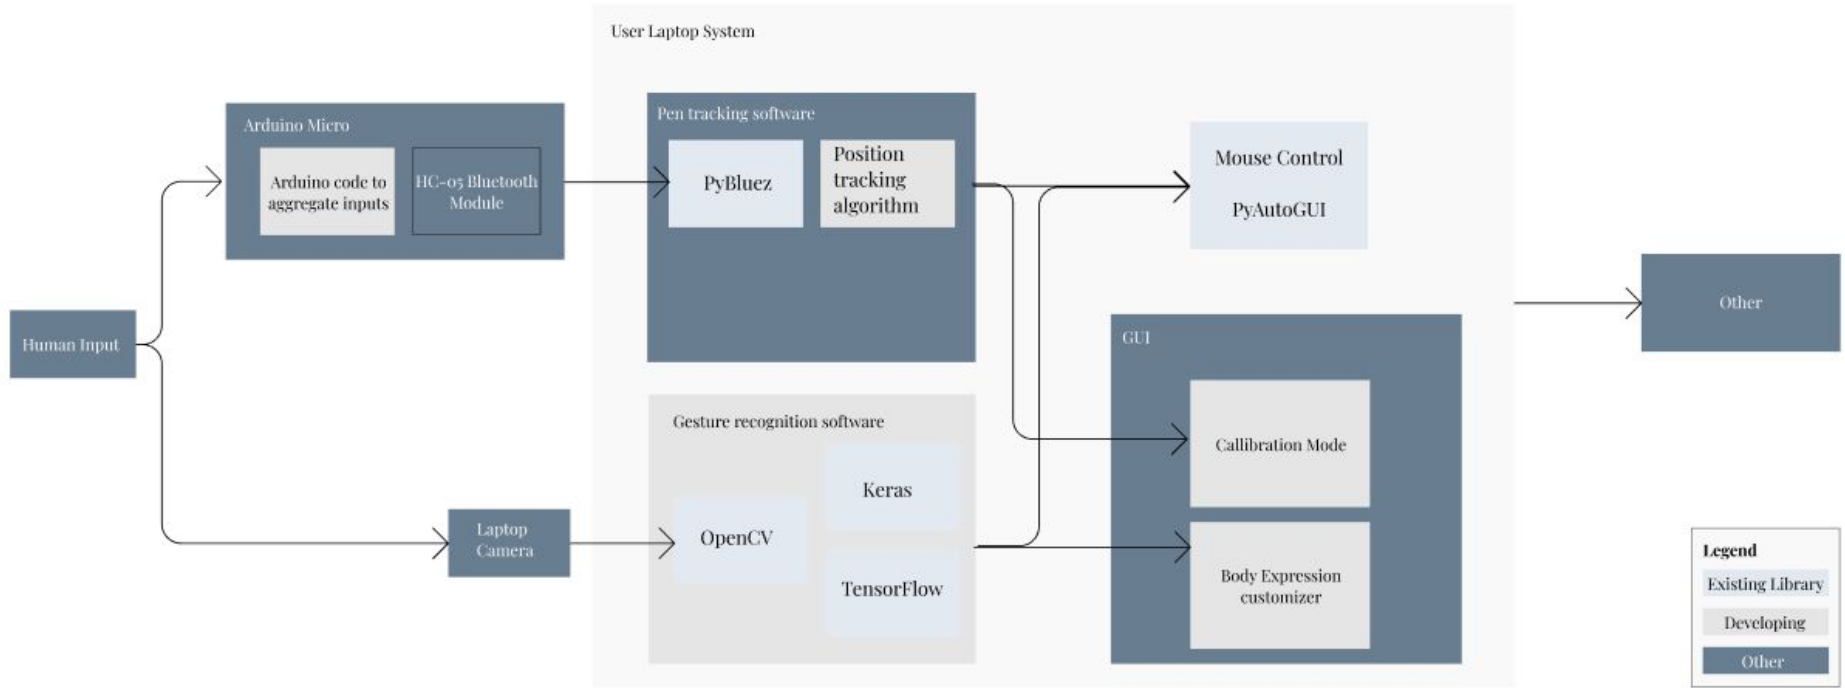 User Laptop System
Arduino Micro
Arduino code to
aggregate inputs
HC-05 Bluetooth
Module
Pen tracking software
PyBluez
Position
tracking
algorithm
Mouse Control
PyAutoGUI
Human Input
Other
GUI
Callibration Mode
Body Expression
customizer
Gesture recognition software
Keras
OpenCV
TensorFlow
Laptop
Camera
Legend
Existing Library
Developing
Other